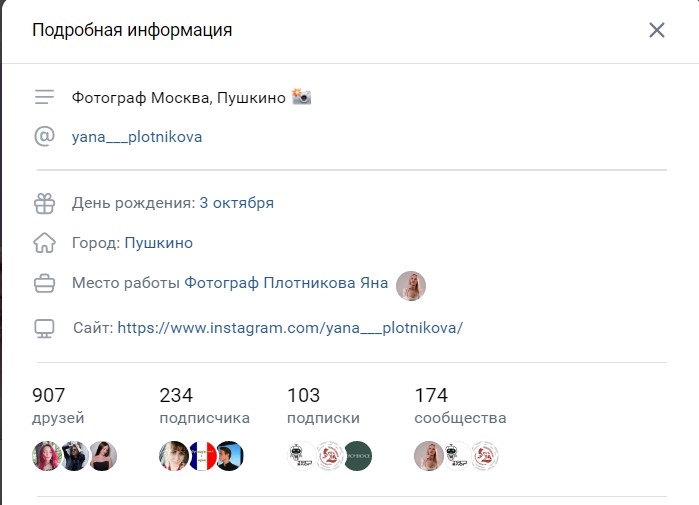 Подробная информация
Фотограф Москва, Пушкино
yana___plotnikova
День рождения: 3 октября
Город: Пушкино
Место работы Фотограф Плотникова Яна
Сайт: https://www.instagram.com/yana___plotnikova/
907 234 103 174
друзей подписчика подписки сообщества